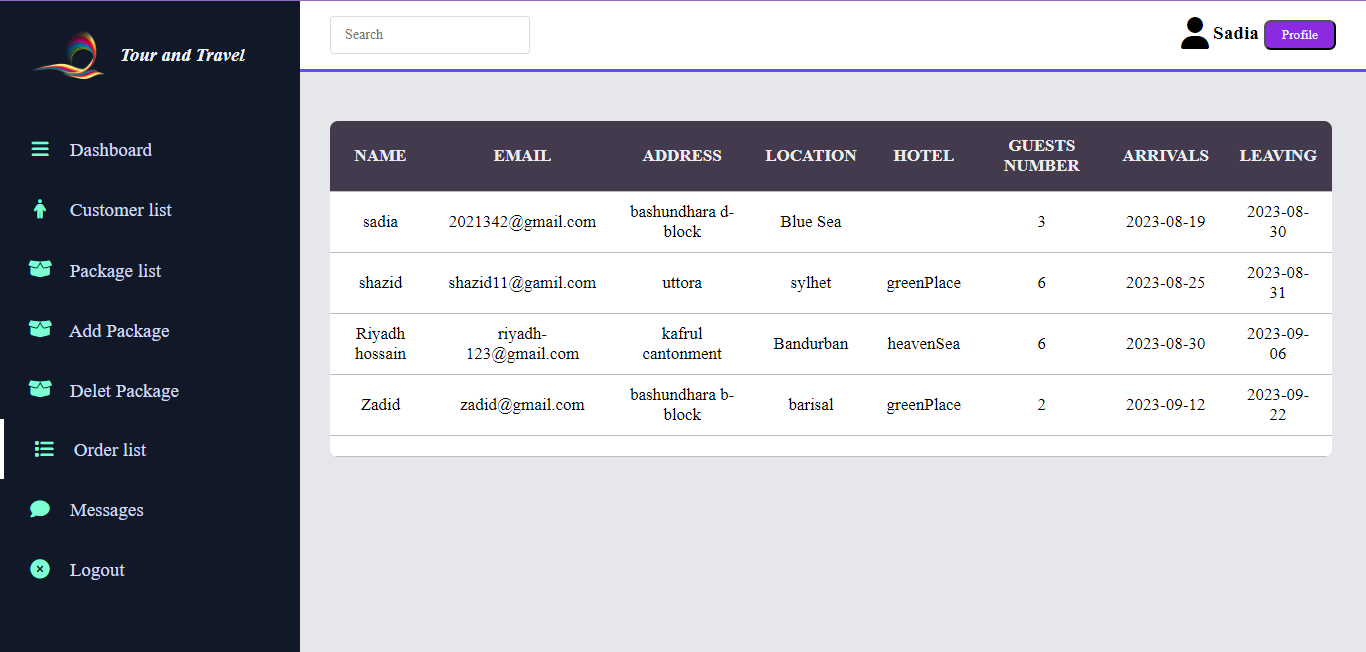 Tour and Travel
Search
Sadia
Profile
Dashboard
Customer list
Package list
Add Package
Delet Package
Order list
Messages
Logout
NAME EMAIL ADDRESS LOCATION HOTEL GUESTS NUMBER ARRIVALS LEAVING
sadia 2021342@gmail.com bashundhara d-block Blue Sea 3 2023-08-19 2023-08-30
shazid shazid11@gamil.com uttora sylhet greenPlace 6 2023-08-25 2023-08-31
Riyadh hossain riyadh-123@gmail.com kafrul cantonment Bandurban heavenSea 6 2023-08-30 2023-09-06
Zadid zadid@gmail.com bashundhara b-block barisal greenPlace 2 2023-09-12 2023-09-22